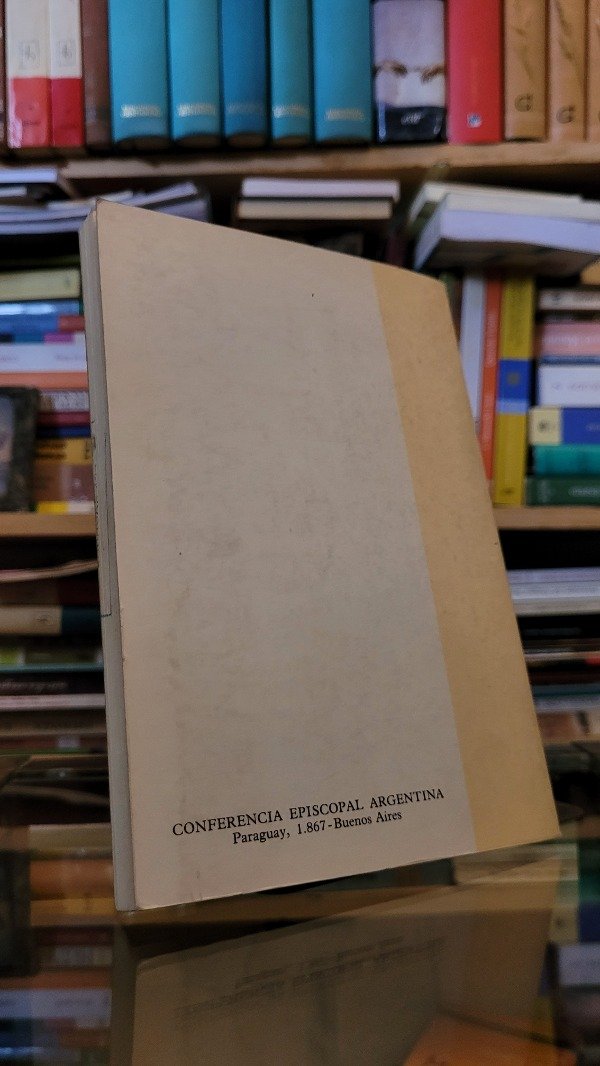 CONFERENCIA EPISCOPAL ARGENTINA
Paraguay, 1.867-Buenos Aires